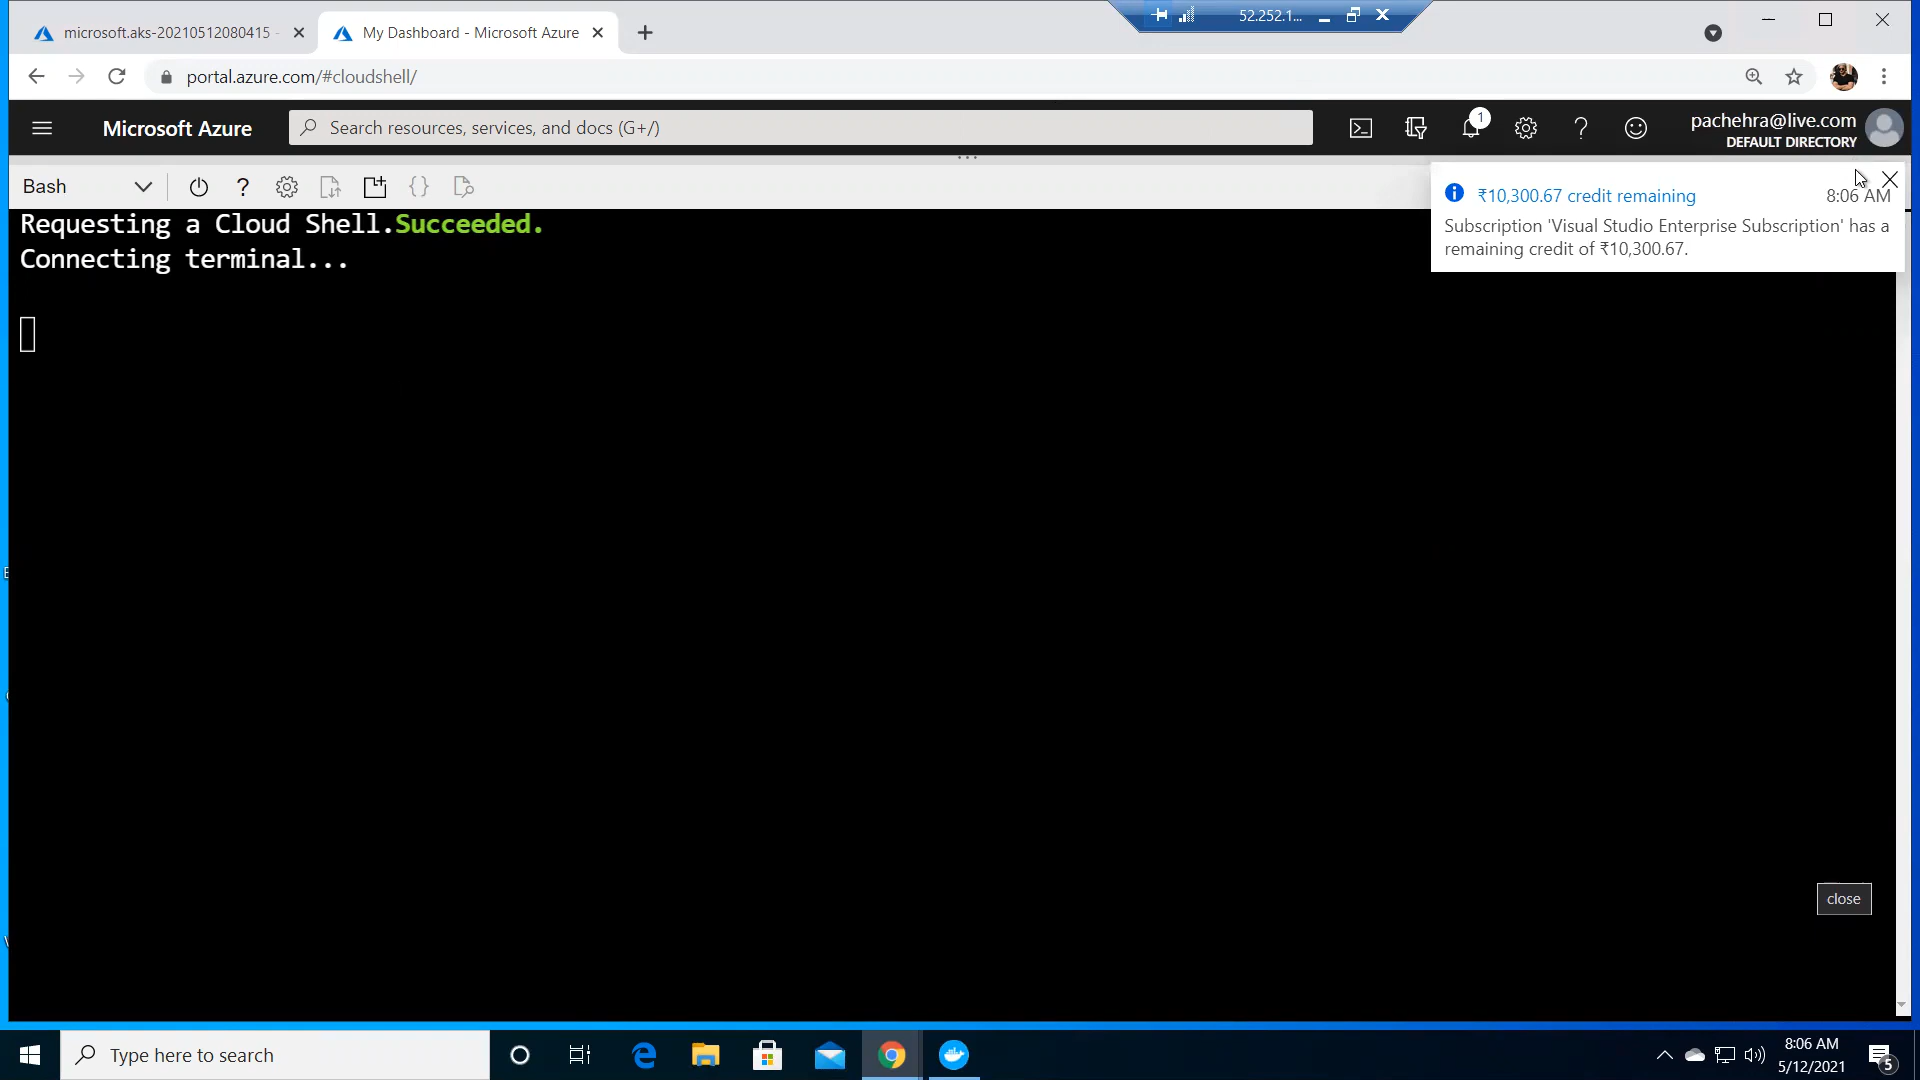 52.252.1...
microsoft.aks-20210512080415 -
My Dashboard - Microsoft Azure
portal.azure.com/#cloudshell/
Microsoft Azure
Search resources, services, and docs (G+/)
1
pachehra@live.com
DEFAULT DIRECTORY
Bash
₹10,300.67 credit remaining
8:06 AM
Subscription 'Visual Studio Enterprise Subscription' has a
remaining credit of ₹10,300.67.
Requesting a Cloud Shell.Succeeded.
Connecting terminal...
close
Type here to search
8:06 AM
5/12/2021
5